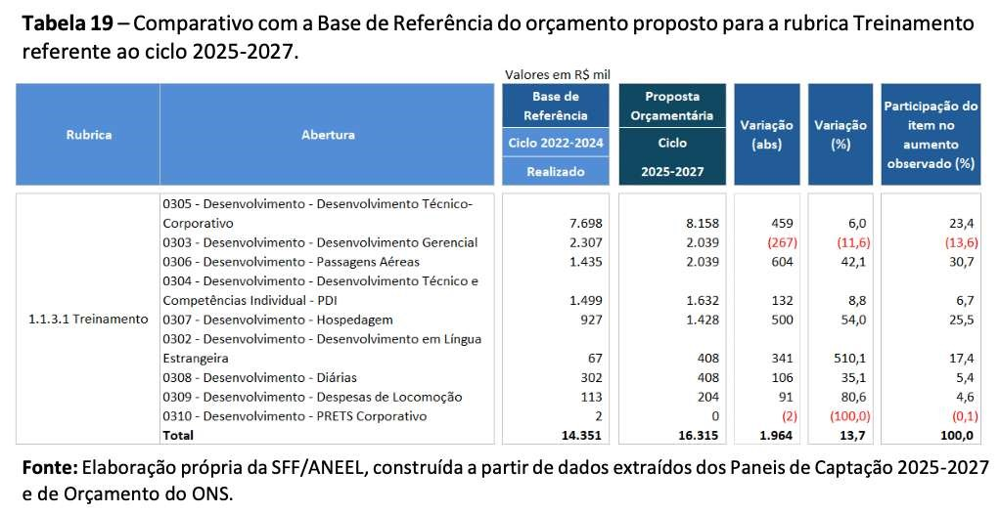 Tabela 19 – Comparativo com a Base de Referência do orçamento proposto para a rubrica Treinamento
referente ao ciclo 2025-2027.
Valores em R$ mil
Rubrica Abertura Base de Referência Ciclo 2022-2024 Realizado Proposta Orçamentária Ciclo 2025-2027 Variação (abs) Variação (%) Participação do item no aumento observado (%)
0305 - Desenvolvimento - Desenvolvimento Técnico-
Corporativo 7.698 8.158 459 6,0 23,4
0303 - Desenvolvimento - Desenvolvimento Gerencial 2.307 2.039 (267) (11,6) (13,6)
0306 - Desenvolvimento - Passagens Aéreas 1.435 2.039 604 42,1 30,7
0304 - Desenvolvimento - Desenvolvimento Técnico e
Competências Individual - PDI 1.499 1.632 132 8,8 6,7
1.1.3.1 Treinamento 0307 - Desenvolvimento - Hospedagem 927 1.428 500 54,0 25,5
0302 - Desenvolvimento - Desenvolvimento em Língua
Estrangeira 67 408 341 510,1 17,4
0308 - Desenvolvimento - Diárias 302 408 106 35,1 5,4
0309 - Desenvolvimento - Despesas de Locomoção 113 204 91 80,6 4,6
0310 - Desenvolvimento - PRETS Corporativo 2 0 (2) (100,0) (0,1)
Total 14.351 16.315 1.964 13,7 100,0
Fonte: Elaboração própria da SFF/ANEEL, construída a partir de dados extraídos dos Paneis de Captação 2025-2027
e de Orçamento do ONS.